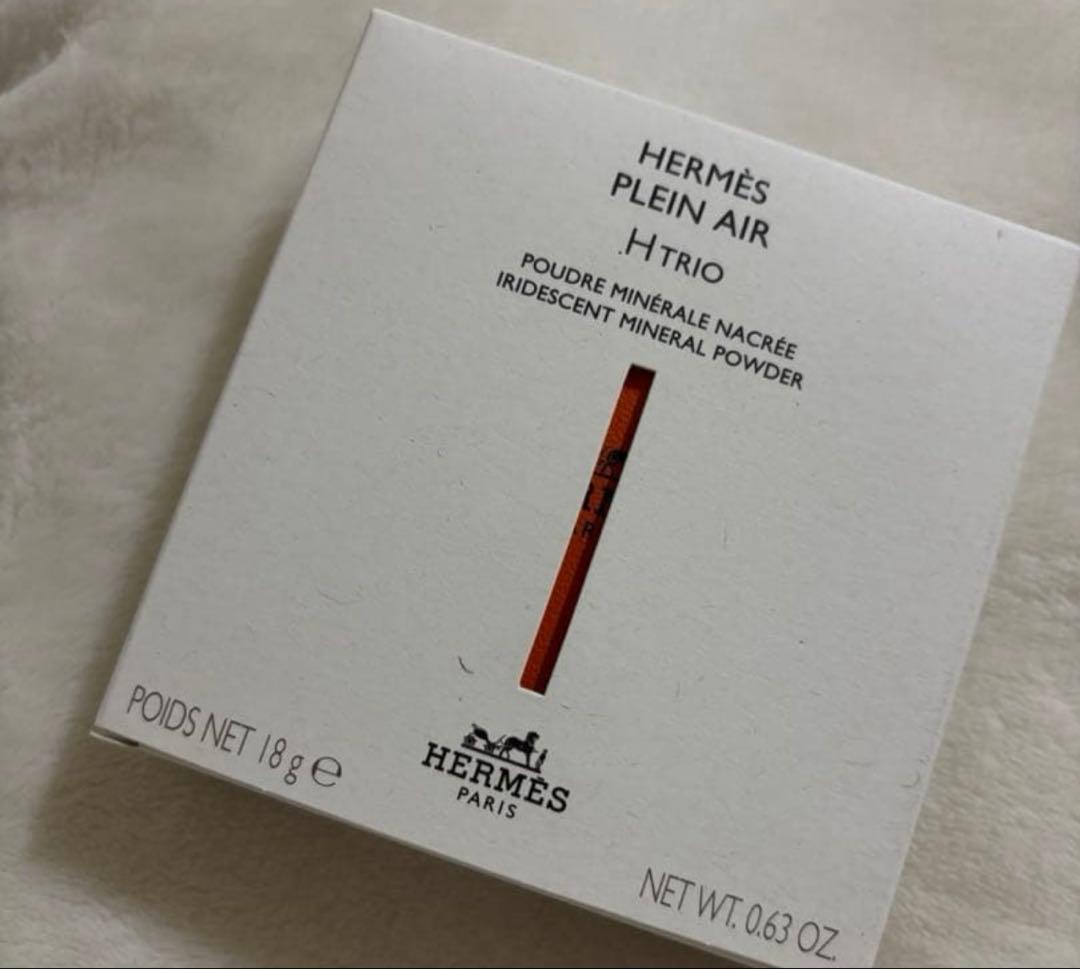 HERMÈS
PLEIN AIR
.H TRIO
POUDRE MINÉRALE NACRÉE
IRIDESCENT MINERAL POWDER
HERMÈS
PARIS
POIDS NET 18 g ℮
NET WT. 0.63 OZ.